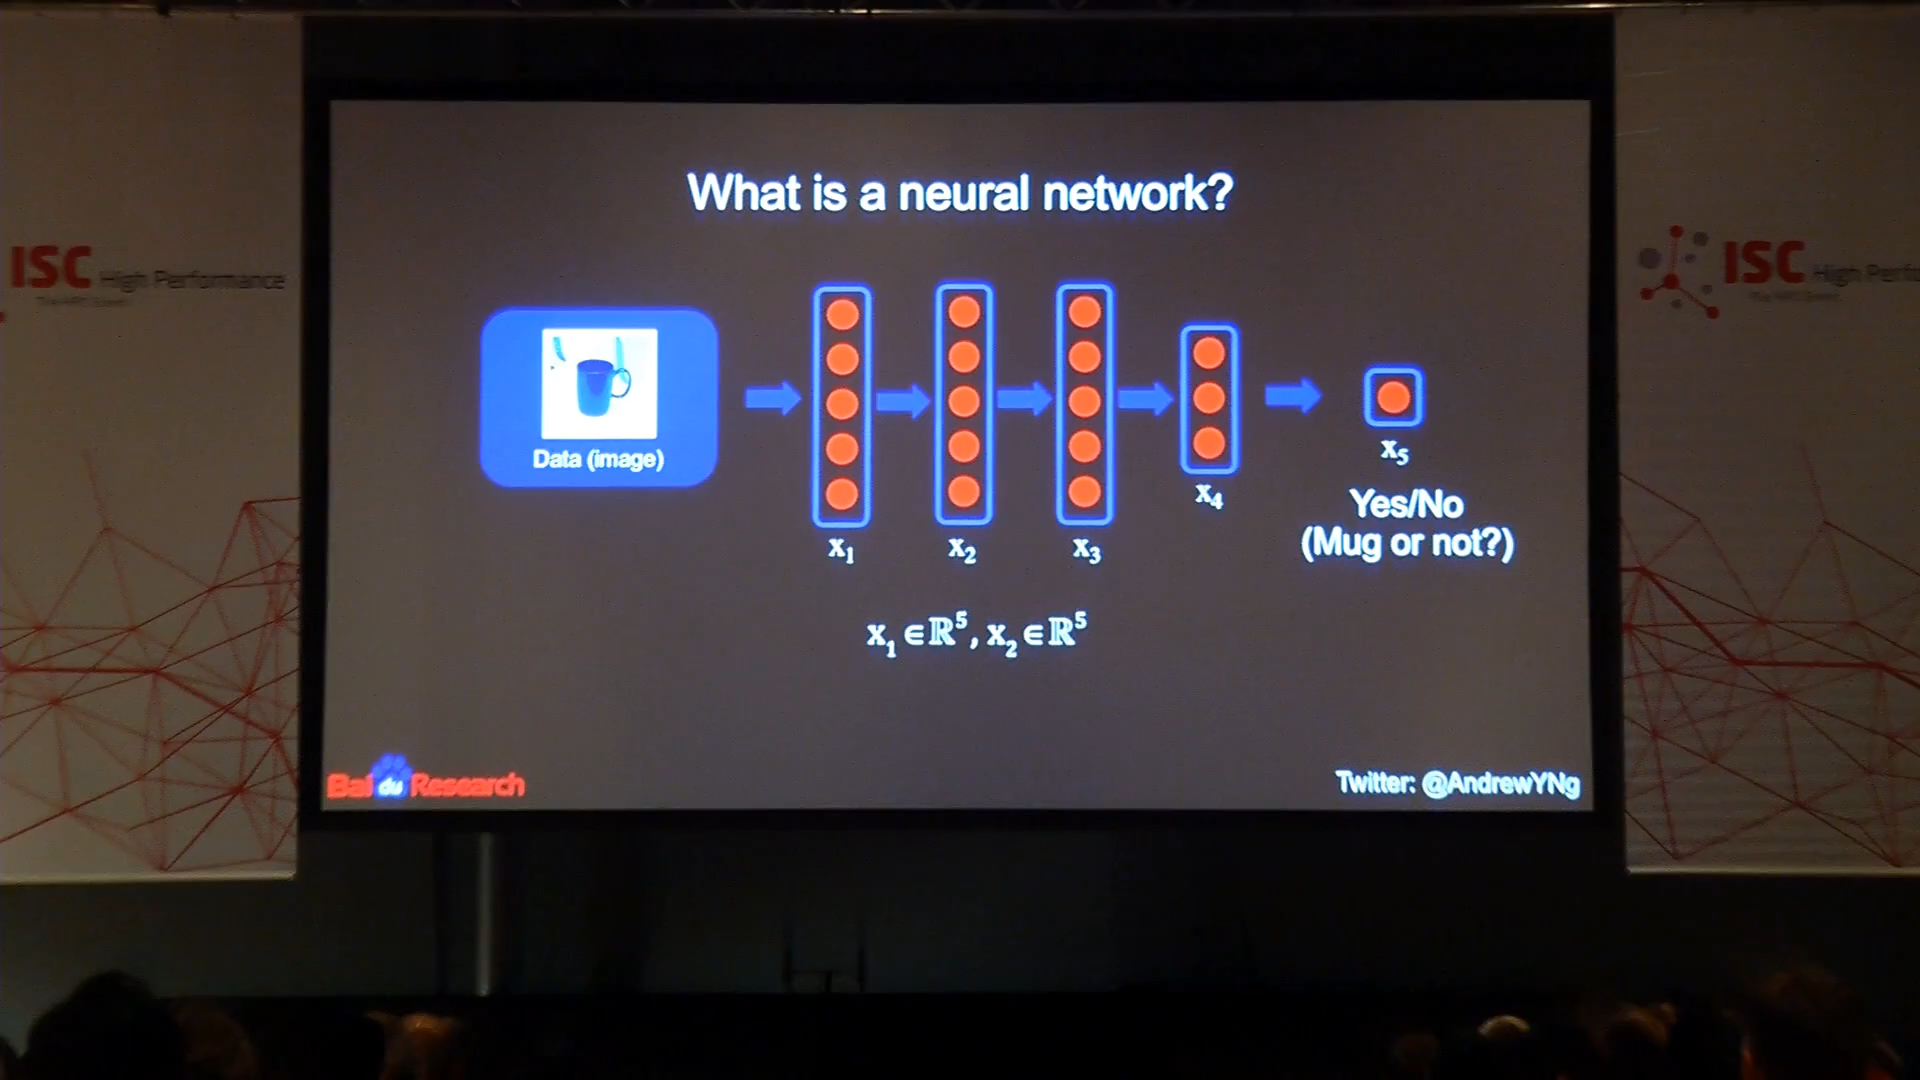 What is a neural network?
ISC High Performance
ISC High Perfo
Data (image)
x₁
x₂
x₃
x₄
x₅
Yes/No
(Mug or not?)
x₁ ∈ ℝ⁵, x₂ ∈ ℝ⁵
Baidu Research
Twitter: @AndrewYNg